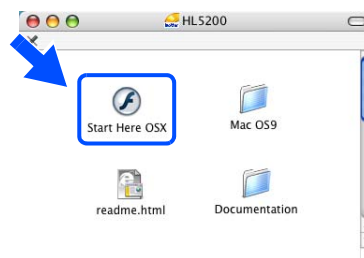 HL5200
Start Here OSX
Mac OS9
readme.html
Documentation